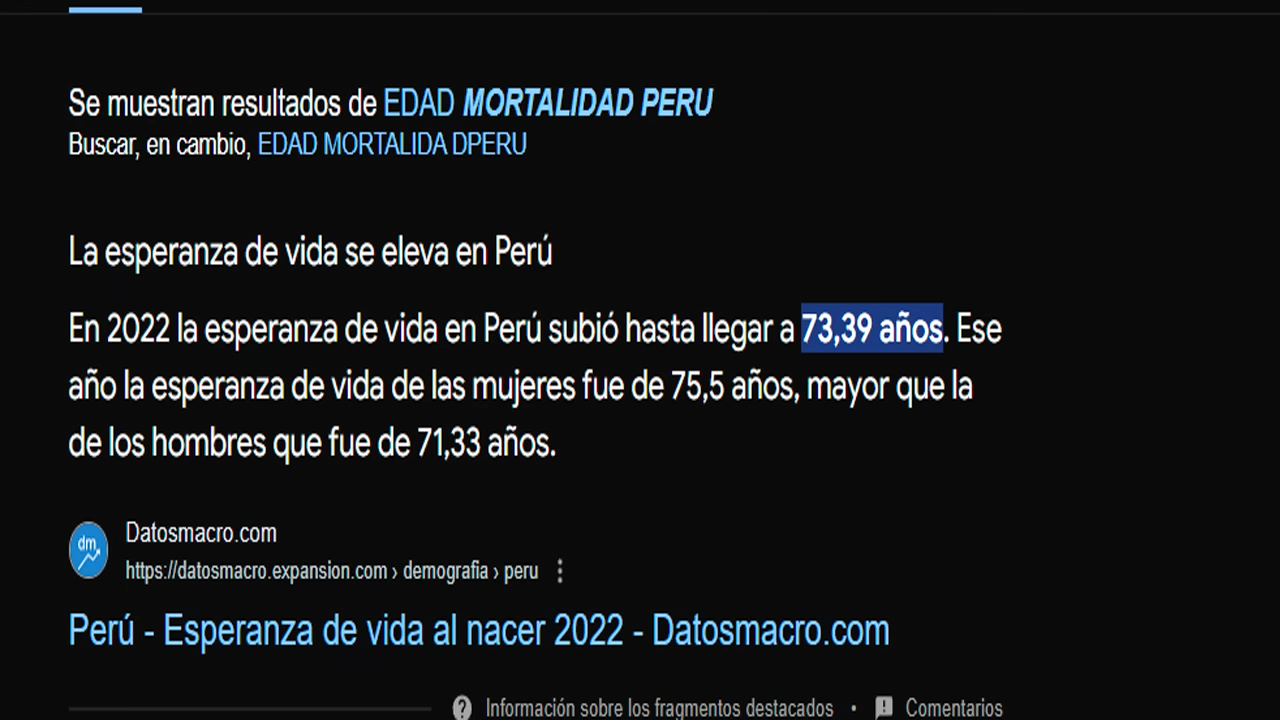 Se muestran resultados de EDAD MORTALIDAD PERU
Buscar, en cambio, EDAD MORTALIDA DPERU
La esperanza de vida se eleva en Perú
En 2022 la esperanza de vida en Perú subió hasta llegar a 73,39 años. Ese
año la esperanza de vida de las mujeres fue de 75,5 años, mayor que la
de los hombres que fue de 71,33 años.
dm
Datosmacro.com
https://datosmacro.expansion.com › demografia › peru
Perú - Esperanza de vida al nacer 2022 - Datosmacro.com
Información sobre los fragmentos destacados • Comentarios